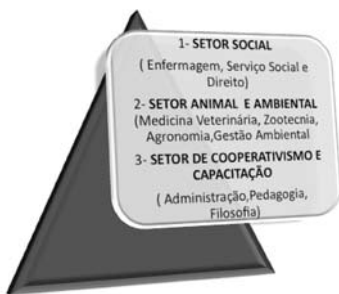 1- SETOR SOCIAL
( Enfermagem, Serviço Social e
Direito)
2- SETOR ANIMAL E AMBIENTAL
(Medicina Veterinária, Zootecnia,
Agronomia,Gestão Ambiental
3- SETOR DE COOPERATIVISMO E
CAPACITAÇÃO
( Administração,Pedagogia,
Filosofia)